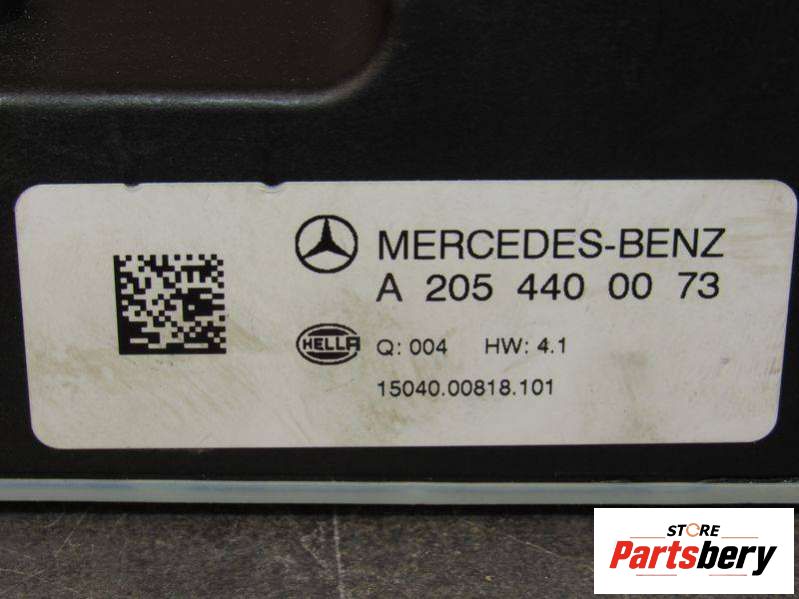 MERCEDES-BENZ
A 205 440 00 73
HELLA
Q: 004 HW: 4.1
15040.00818.101
STORE
Partsbery